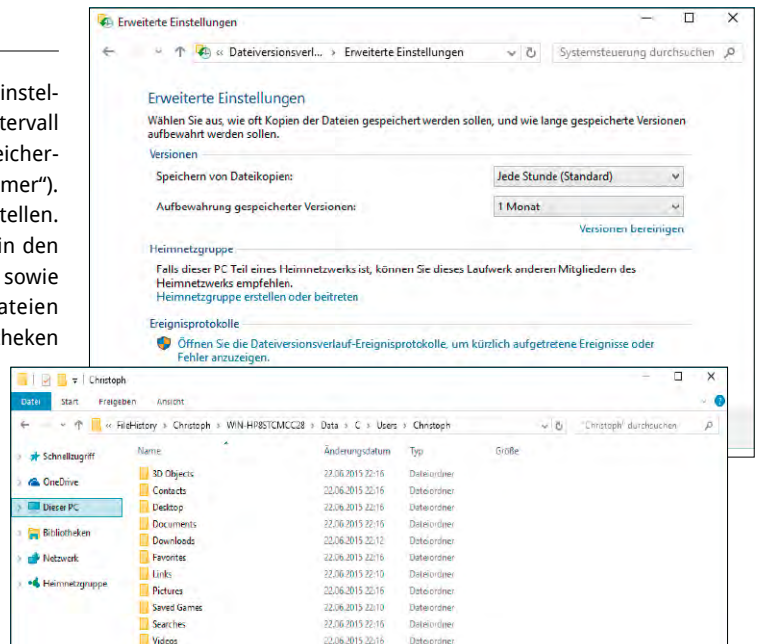 Erweiterte Einstellungen
« Dateiversionsverl... › Erweiterte Einstellungen
Systemsteuerung durchsuchen
instel-
tervall
eicher-
mer“).
tellen.
in den
sowie
ateien
heken
Erweiterte Einstellungen
Wählen Sie aus, wie oft Kopien der Dateien gespeichert werden sollen, und wie lange gespeicherte Versionen
aufbewahrt werden sollen.
Versionen
Speichern von Dateikopien: Jede Stunde (Standard)
Aufbewahrung gespeicherter Versionen: 1 Monat
Versionen bereinigen
Heimnetzgruppe
Falls dieser PC Teil eines Heimnetzwerks ist, können Sie dieses Laufwerk anderen Mitgliedern des
Heimnetzwerks empfehlen.
Heimnetzgruppe erstellen oder beitreten
Ereignisprotokolle
Öffnen Sie die Dateiversionsverlauf-Ereignisprotokolle, um kürzlich aufgetretene Ereignisse oder
Fehler anzuzeigen.
Christoph
Datei Start Freigeben Ansicht
« FileHistory › Christoph › WIN-HP8STCMCC28 › Data › C › Users › Christoph
"Christoph" durchsuchen
Schnellzugriff
OneDrive
Dieser PC
Bibliotheken
Netzwerk
Heimnetzgruppe
Name Änderungsdatum Typ Größe
3D Objects 22.06.2015 22:16 Dateiordner
Contacts 22.06.2015 22:16 Dateiordner
Desktop 22.06.2015 22:16 Dateiordner
Documents 22.06.2015 22:16 Dateiordner
Downloads 22.06.2015 22:12 Dateiordner
Favorites 22.06.2015 22:16 Dateiordner
Links 22.06.2015 22:10 Dateiordner
Pictures 22.06.2015 22:16 Dateiordner
Saved Games 22.06.2015 22:10 Dateiordner
Searches 22.06.2015 22:16 Dateiordner
Videos 22.06.2015 22:16 Dateiordner